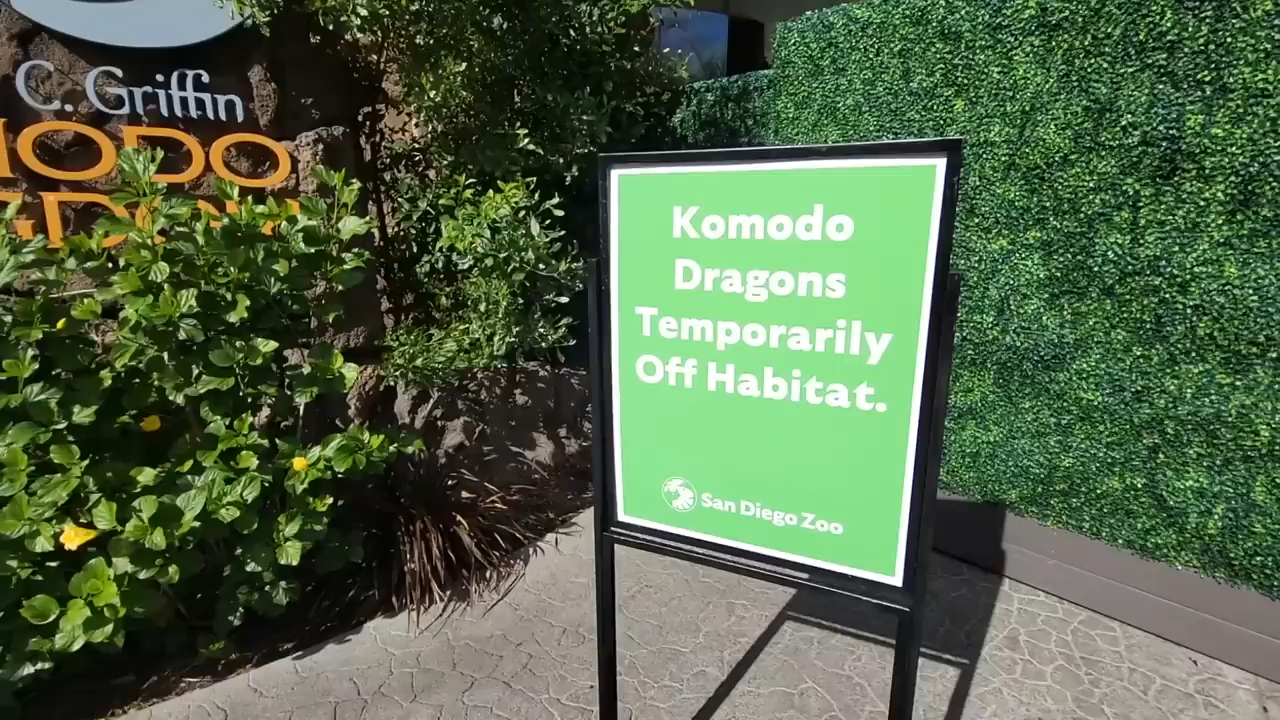 C. Griffin
Komodo
Dragons
Temporarily
Off Habitat.
San Diego Zoo